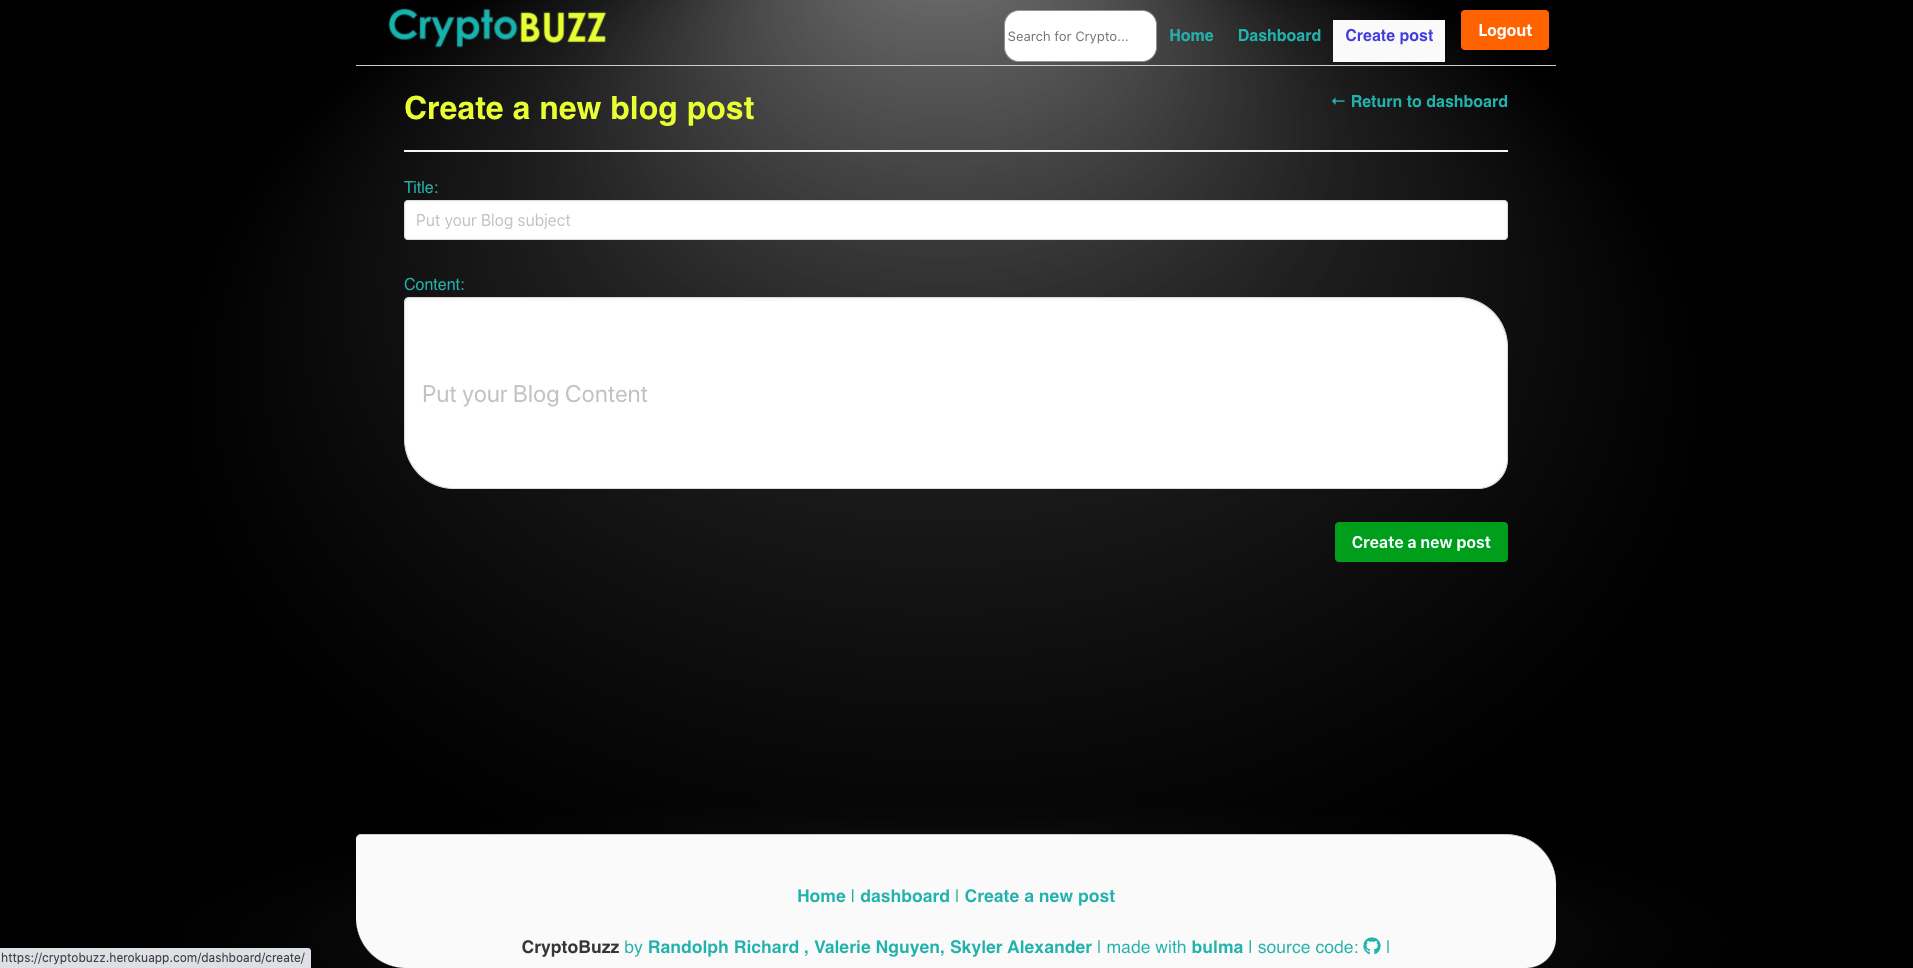 CryptoBUZZ
Search for Crypto... Home Dashboard Create post Logout
Create a new blog post
← Return to dashboard
Title:
Put your Blog subject
Content:
Put your Blog Content
Create a new post
Home | dashboard | Create a new post
CryptoBuzz by Randolph Richard , Valerie Nguyen, Skyler Alexander | made with bulma | source code: |
https://cryptobuzz.herokuapp.com/dashboard/create/